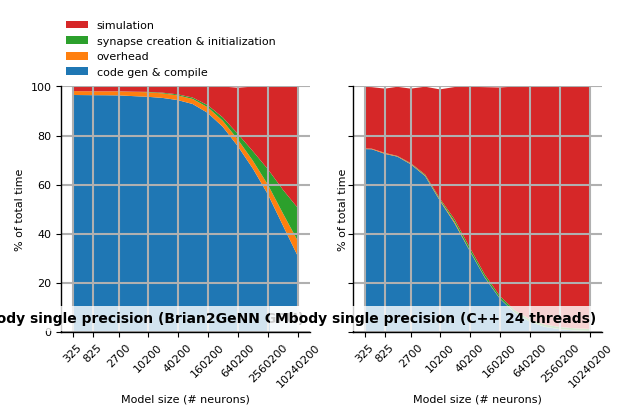 simulation
synapse creation & initialization
overhead
code gen & compile
100
80
60
40
20
0
% of total time
% of total time
body single precision (Brian2GeNN
Mbody single precision (C++ 24 threads)
325 825 2700 10200 40200 160200 640200 2560200 10240200
325 825 2700 10200 40200 160200 640200 2560200 10240200
Model size (# neurons)
Model size (# neurons)